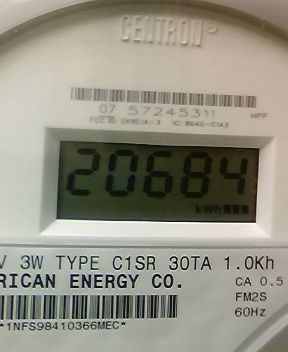 CENTRON®
07 57245311
HPF
20684
kWh
V 3W TYPE C1SR 30TA 1.0Kh
RICAN ENERGY CO.
CA 0.5
FM2S
60Hz
*1NFS98410366MEC*